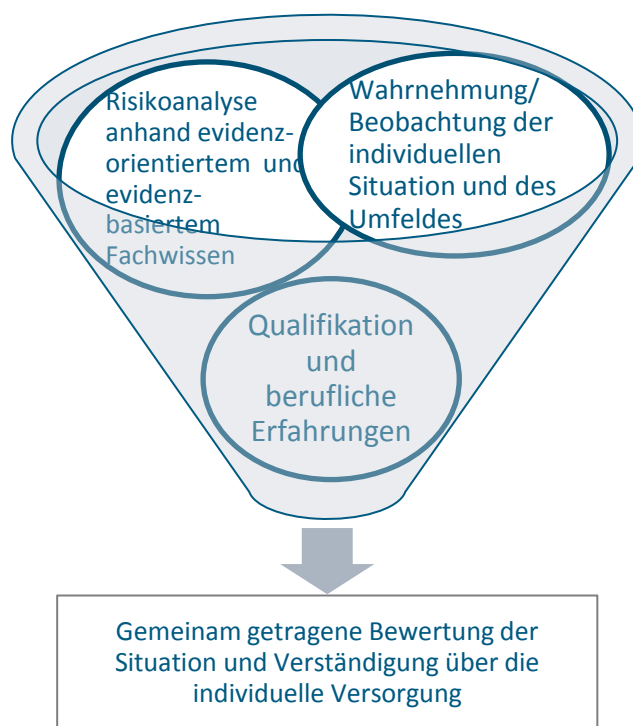 Risikoanalyse
anhand evidenz-
orientiertem und
evidenz-
basiertem
Fachwissen
Wahrnehmung/
Beobachtung der
individuellen
Situation und des
Umfeldes
Qualifikation
und
berufliche
Erfahrungen
Gemeinam getragene Bewertung der
Situation und Verständigung über die
individuelle Versorgung